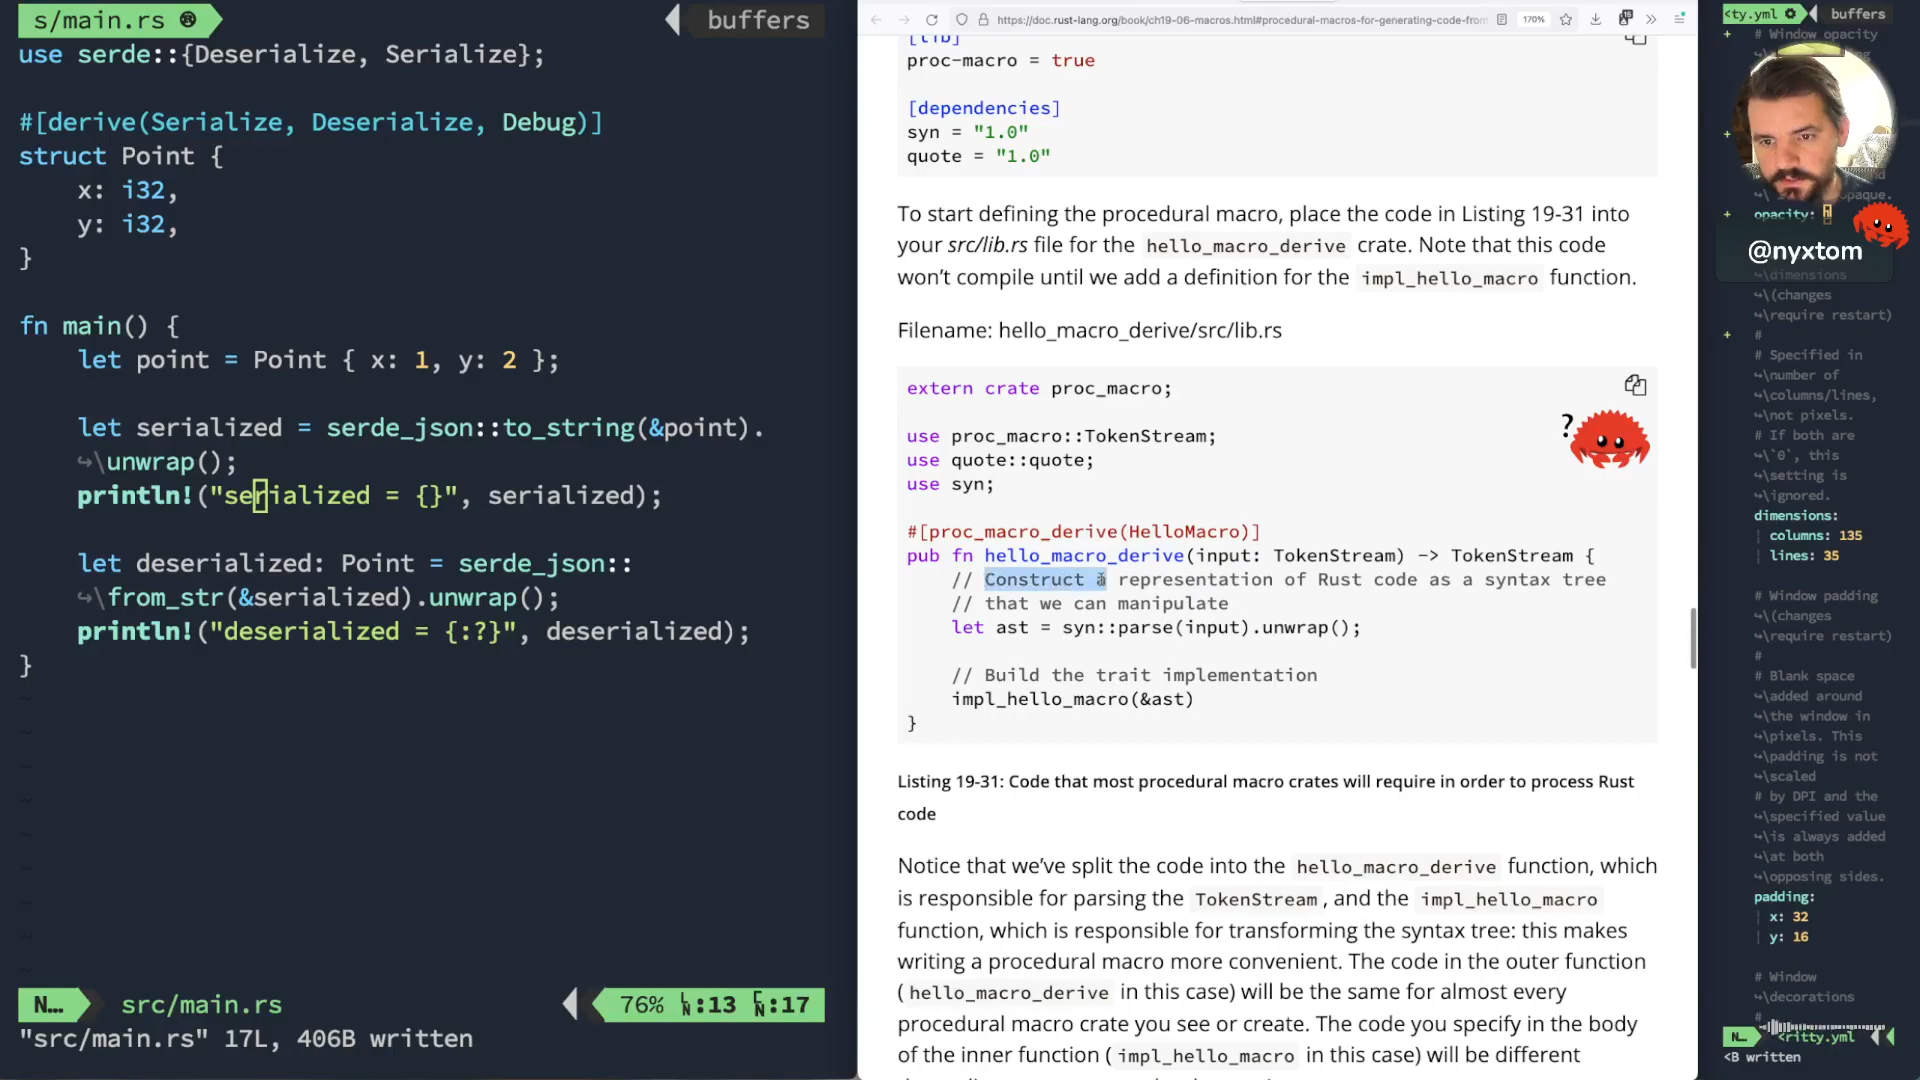 s/main.rs
buffers
use serde::{Deserialize, Serialize};
#[derive(Serialize, Deserialize, Debug)]
struct Point {
x: i32,
y: i32,
}
fn main() {
let point = Point { x: 1, y: 2 };
let serialized = serde_json::to_string(&point).
↪\unwrap();
println!("serialized = {}", serialized);
let deserialized: Point = serde_json::
↪\from_str(&serialized).unwrap();
println!("deserialized = {:?}", deserialized);
}
~
~
~
~
~
~
~
~
~
N… src/main.rs 76% ㏑:13 ㏇:17
"src/main.rs" 17L, 406B written
https://doc.rust-lang.org/book/ch19-06-macros.html#procedural-macros-for-generating-code-from
170%
[lib]
proc-macro = true
[dependencies]
syn = "1.0"
quote = "1.0"
To start defining the procedural macro, place the code in Listing 19-31 into
your src/lib.rs file for the hello_macro_derive crate. Note that this code
won’t compile until we add a definition for the impl_hello_macro function.
Filename: hello_macro_derive/src/lib.rs
extern crate proc_macro;
?
use proc_macro::TokenStream;
use quote::quote;
use syn;
#[proc_macro_derive(HelloMacro)]
pub fn hello_macro_derive(input: TokenStream) -> TokenStream {
// Construct a representation of Rust code as a syntax tree
// that we can manipulate
let ast = syn::parse(input).unwrap();
// Build the trait implementation
impl_hello_macro(&ast)
}
Listing 19-31: Code that most procedural macro crates will require in order to process Rust
code
Notice that we’ve split the code into the hello_macro_derive function, which
is responsible for parsing the TokenStream, and the impl_hello_macro
function, which is responsible for transforming the syntax tree: this makes
writing a procedural macro more convenient. The code in the outer function
(hello_macro_derive in this case) will be the same for almost every
procedural macro crate you see or create. The code you specify in the body
of the inner function (impl_hello_macro in this case) will be different
<ty.yml
buffers
+ # Window opacity
opaque.
+ opacity:
@nyxtom
↪\dimensions
↪\(changes
↪\require restart)
+ #
# Specified in
↪\number of
↪\columns/lines,
↪\not pixels.
# If both are
↪\`0`, this
↪\setting is
↪\ignored.
dimensions:
columns: 135
lines: 35
# Window padding
↪\(changes
↪\require restart)
#
# Blank space
↪\added around
↪\the window in
↪\pixels. This
↪\padding is not
↪\scaled
# by DPI and the
↪\specified value
↪\is always added
↪\at both
↪\opposing sides.
padding:
x: 32
y: 16
# Window
↪\decorations
#
N… <ritty.yml
<B written